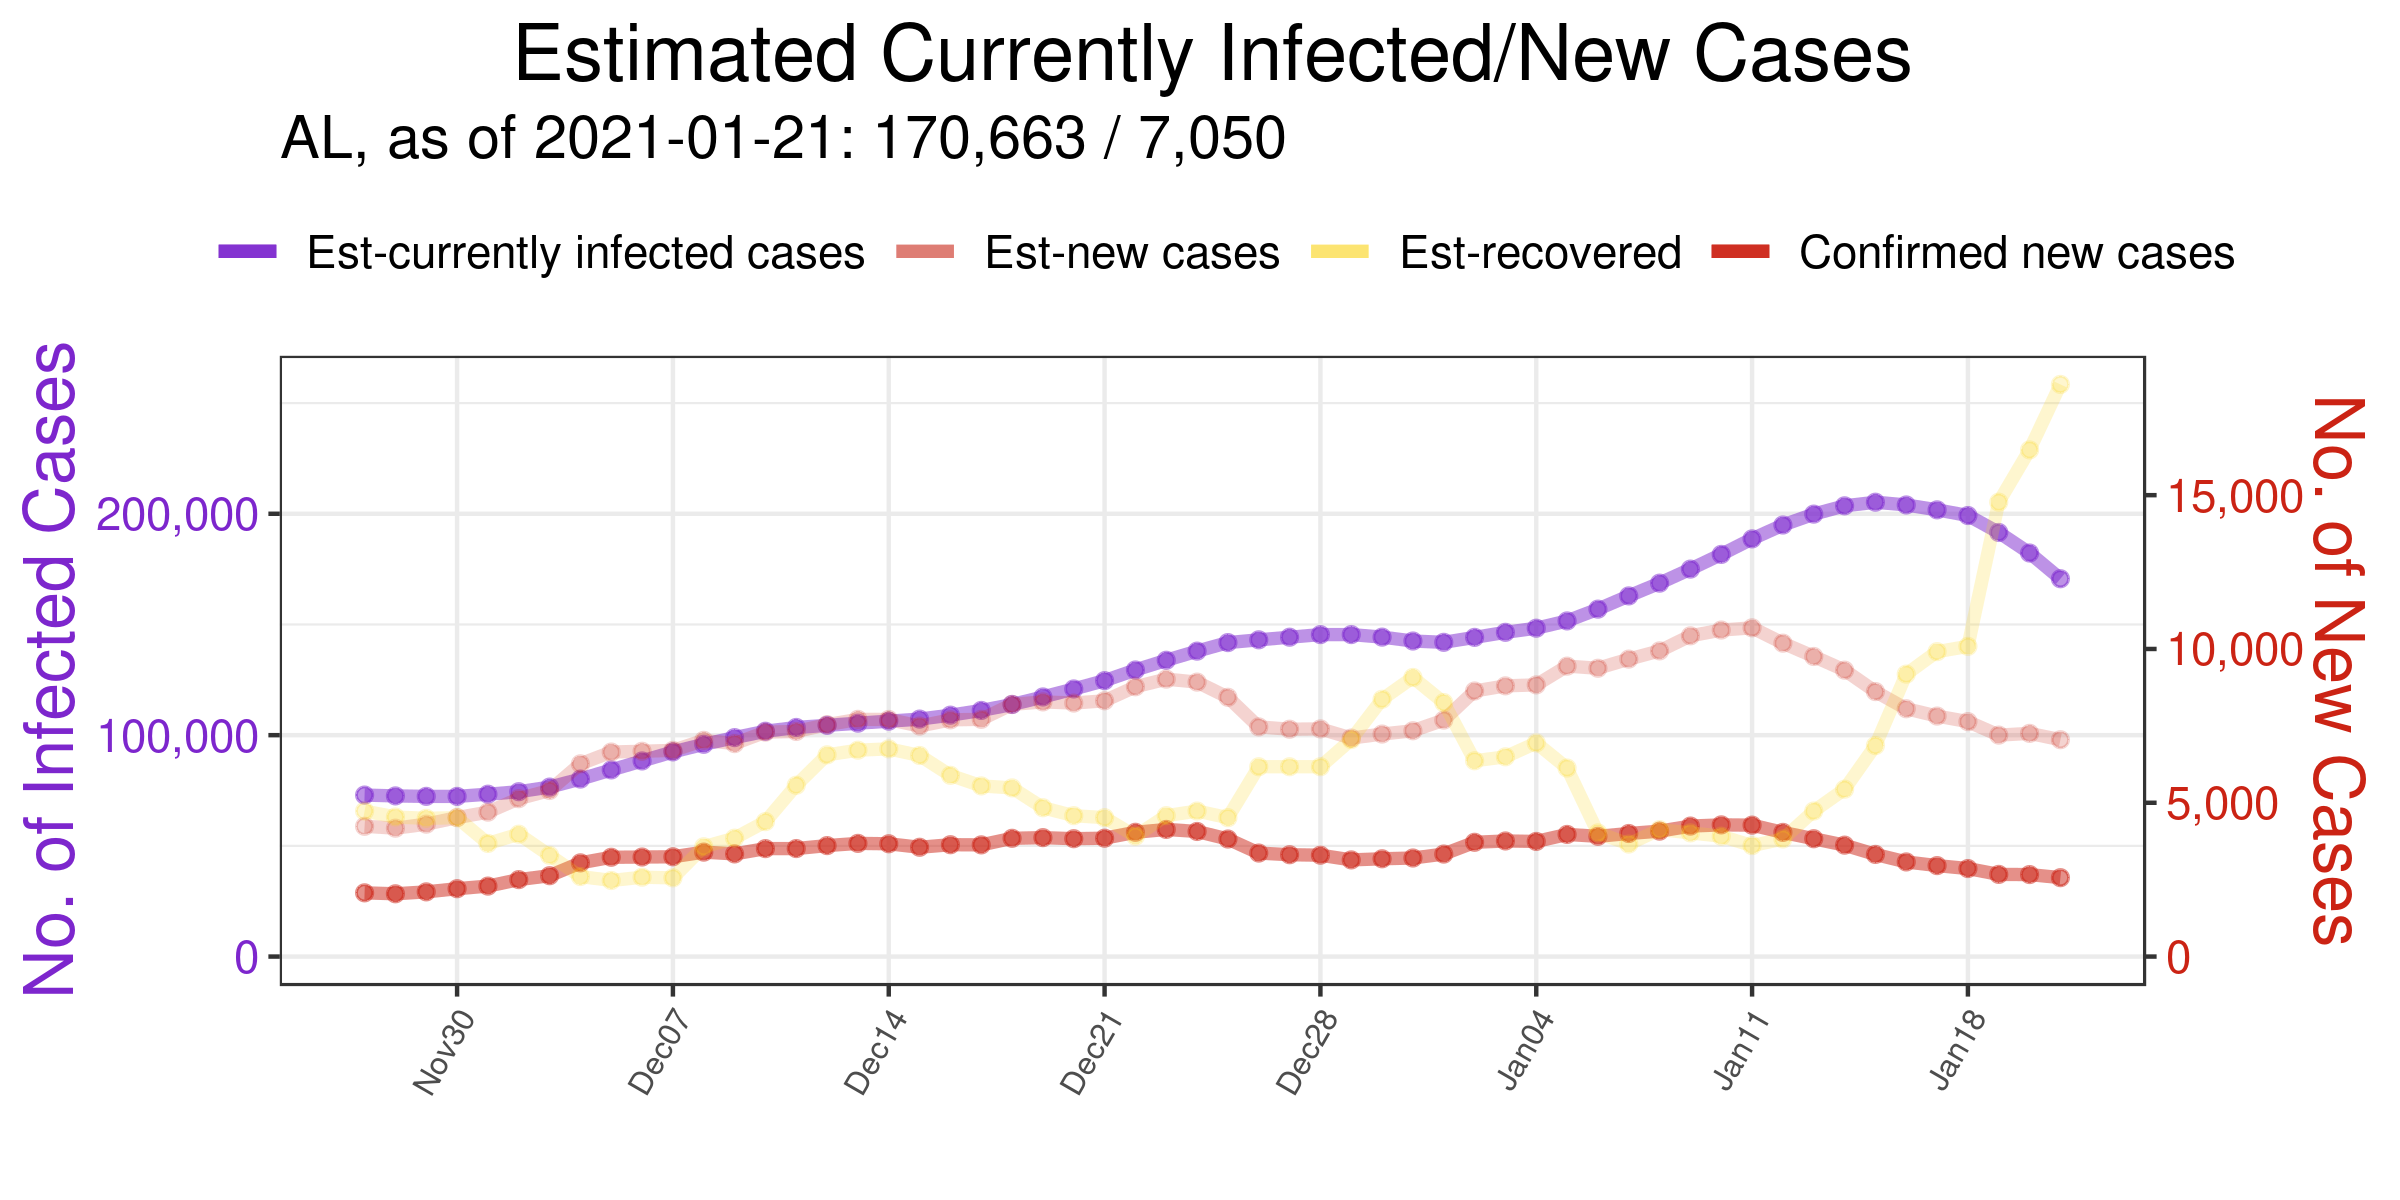 Estimated Currently Infected/New Cases
AL, as of 2021-01-21: 170,663 / 7,050
Est-currently infected cases Est-new cases Est-recovered Confirmed new cases
No. of Infected Cases
200,000
100,000
0
15,000
10,000
5,000
0
No. of New Cases
Nov30 Dec07 Dec14 Dec21 Dec28 Jan04 Jan11 Jan18